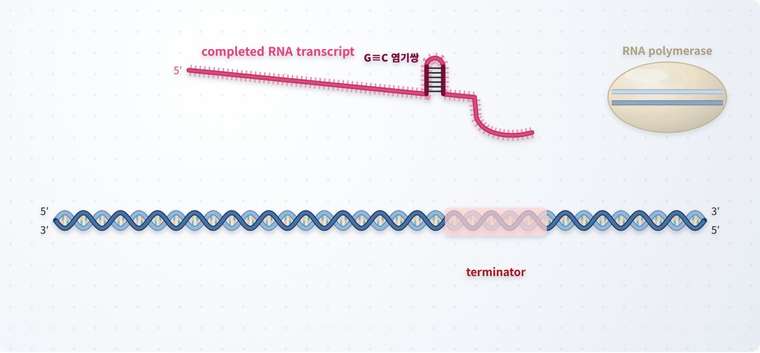 completed RNA transcript
G≡C 염기쌍
RNA polymerase
5'
5'
3'
3'
5'
terminator